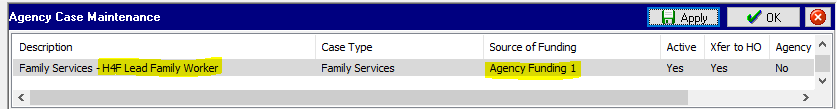 Agency Case Maintenance Apply OK
Description Case Type Source of Funding Active Xfer to HO Agency
Family Services - H4F Lead Family Worker Family Services Agency Funding 1 Yes Yes No